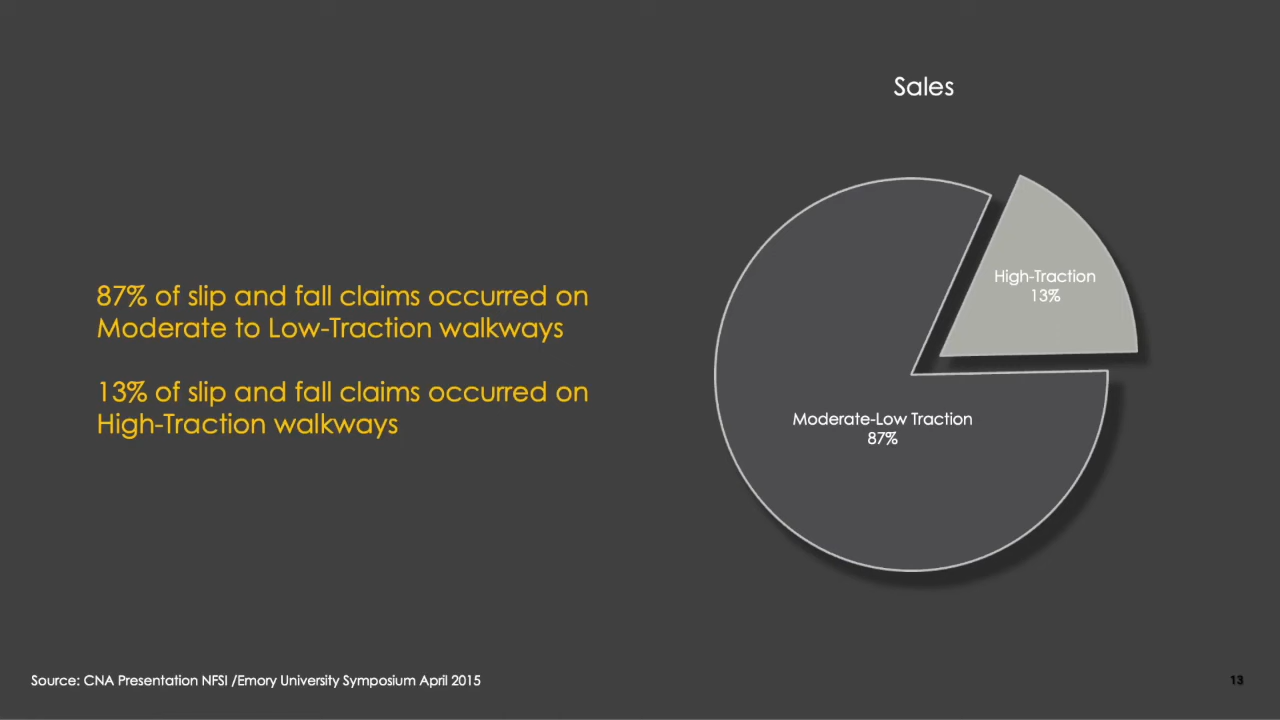 Sales
87% of slip and fall claims occurred on
Moderate to Low-Traction walkways
13% of slip and fall claims occurred on
High-Traction walkways
High-Traction
13%
Moderate-Low Traction
87%
Source: CNA Presentation NFSI /Emory University Symposium April 2015
13